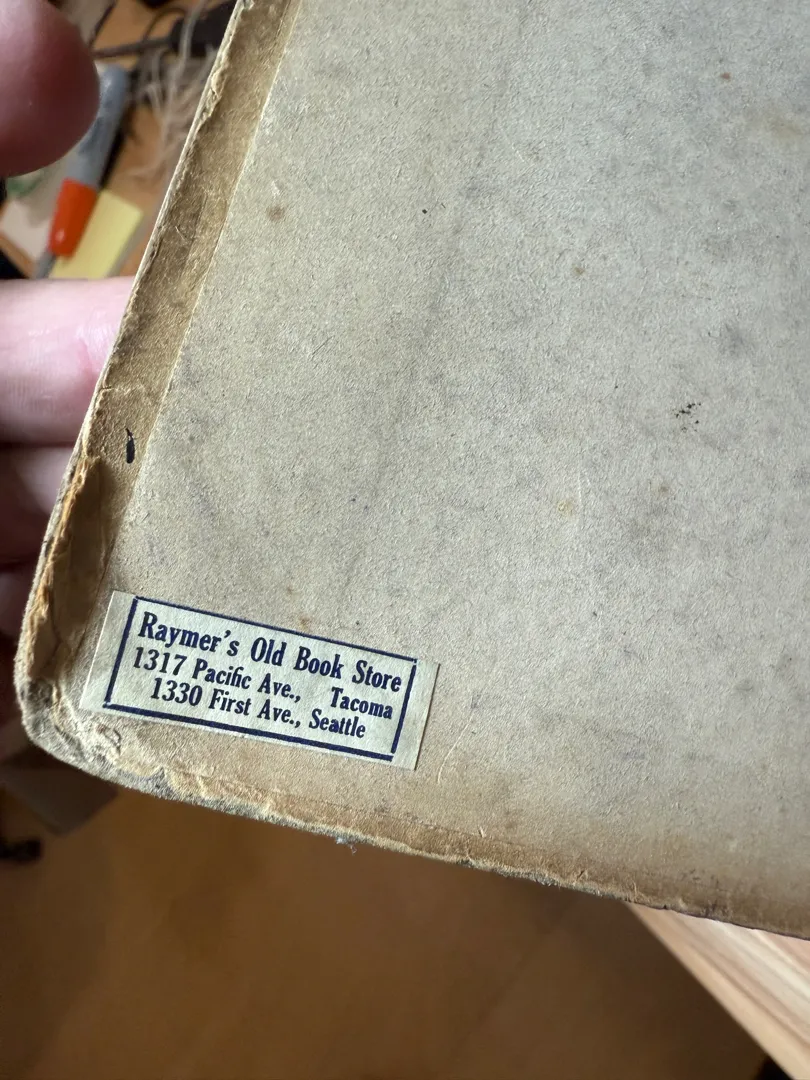 Raymer's Old Book Store
1317 Pacific Ave., Tacoma
1330 First Ave., Seattle